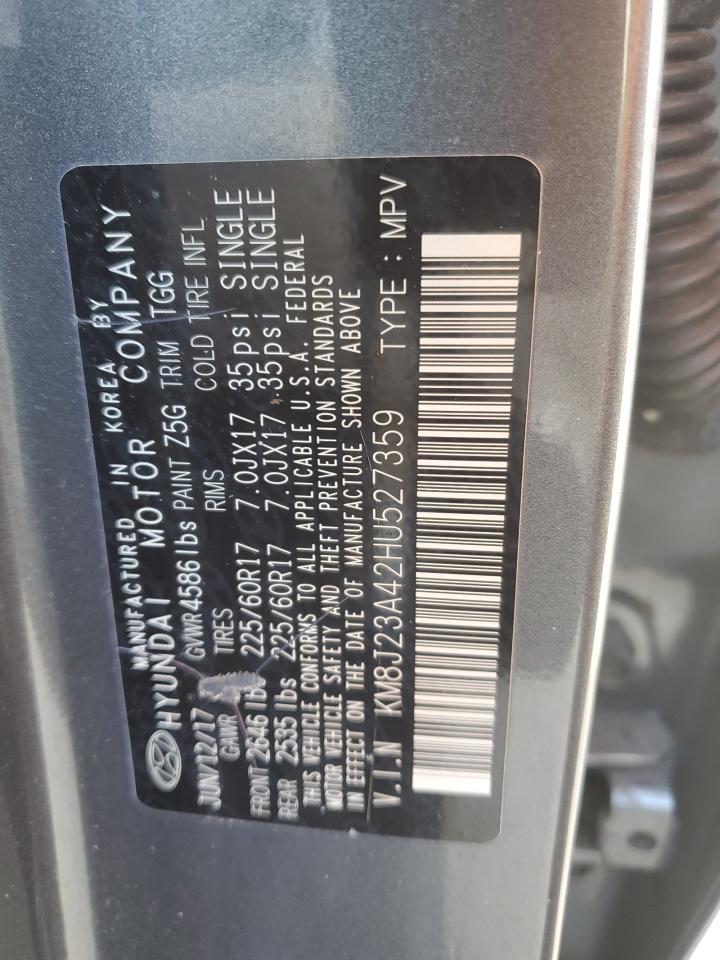 MANUFACTURED IN KOREA BY
HYUNDAI MOTOR COMPANY
JUN/12/17 GVWR 4586 lbs PAINT Z5G TRIM TGG
GAWR TIRES RIMS COLD TIRE INFL
FRONT 2646 lbs 225/60R17 7.0JX17 35psi SINGLE
REAR 2535 lbs 225/60R17 7.0JX17 35psi SINGLE
THIS VEHICLE CONFORMS TO ALL APPLICABLE U.S.A. FEDERAL
MOTOR VEHICLE SAFETY AND THEFT PREVENTION STANDARDS
IN EFFECT ON THE DATE OF MANUFACTURE SHOWN ABOVE
V.I.N KM8J23A42HU527359 TYPE : MPV